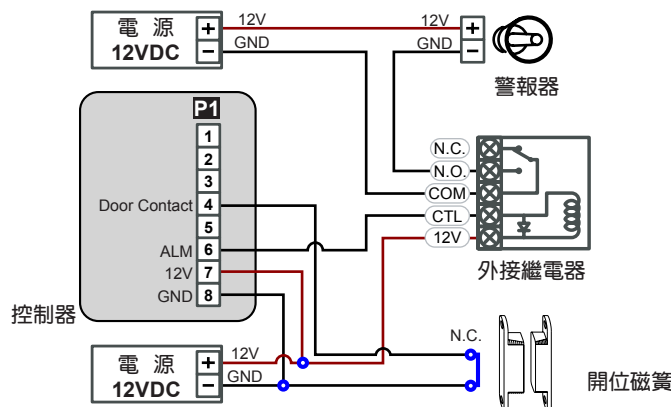 電 源
12VDC
+
−
12V
GND
12V
GND
+
−
警報器
P1
1
2
3
Door Contact 4
5
ALM 6
12V 7
GND 8
控制器
N.C.
N.O.
COM
CTL
12V
外接繼電器
電 源
12VDC
+
−
12V
GND
N.C.
開位磁簧